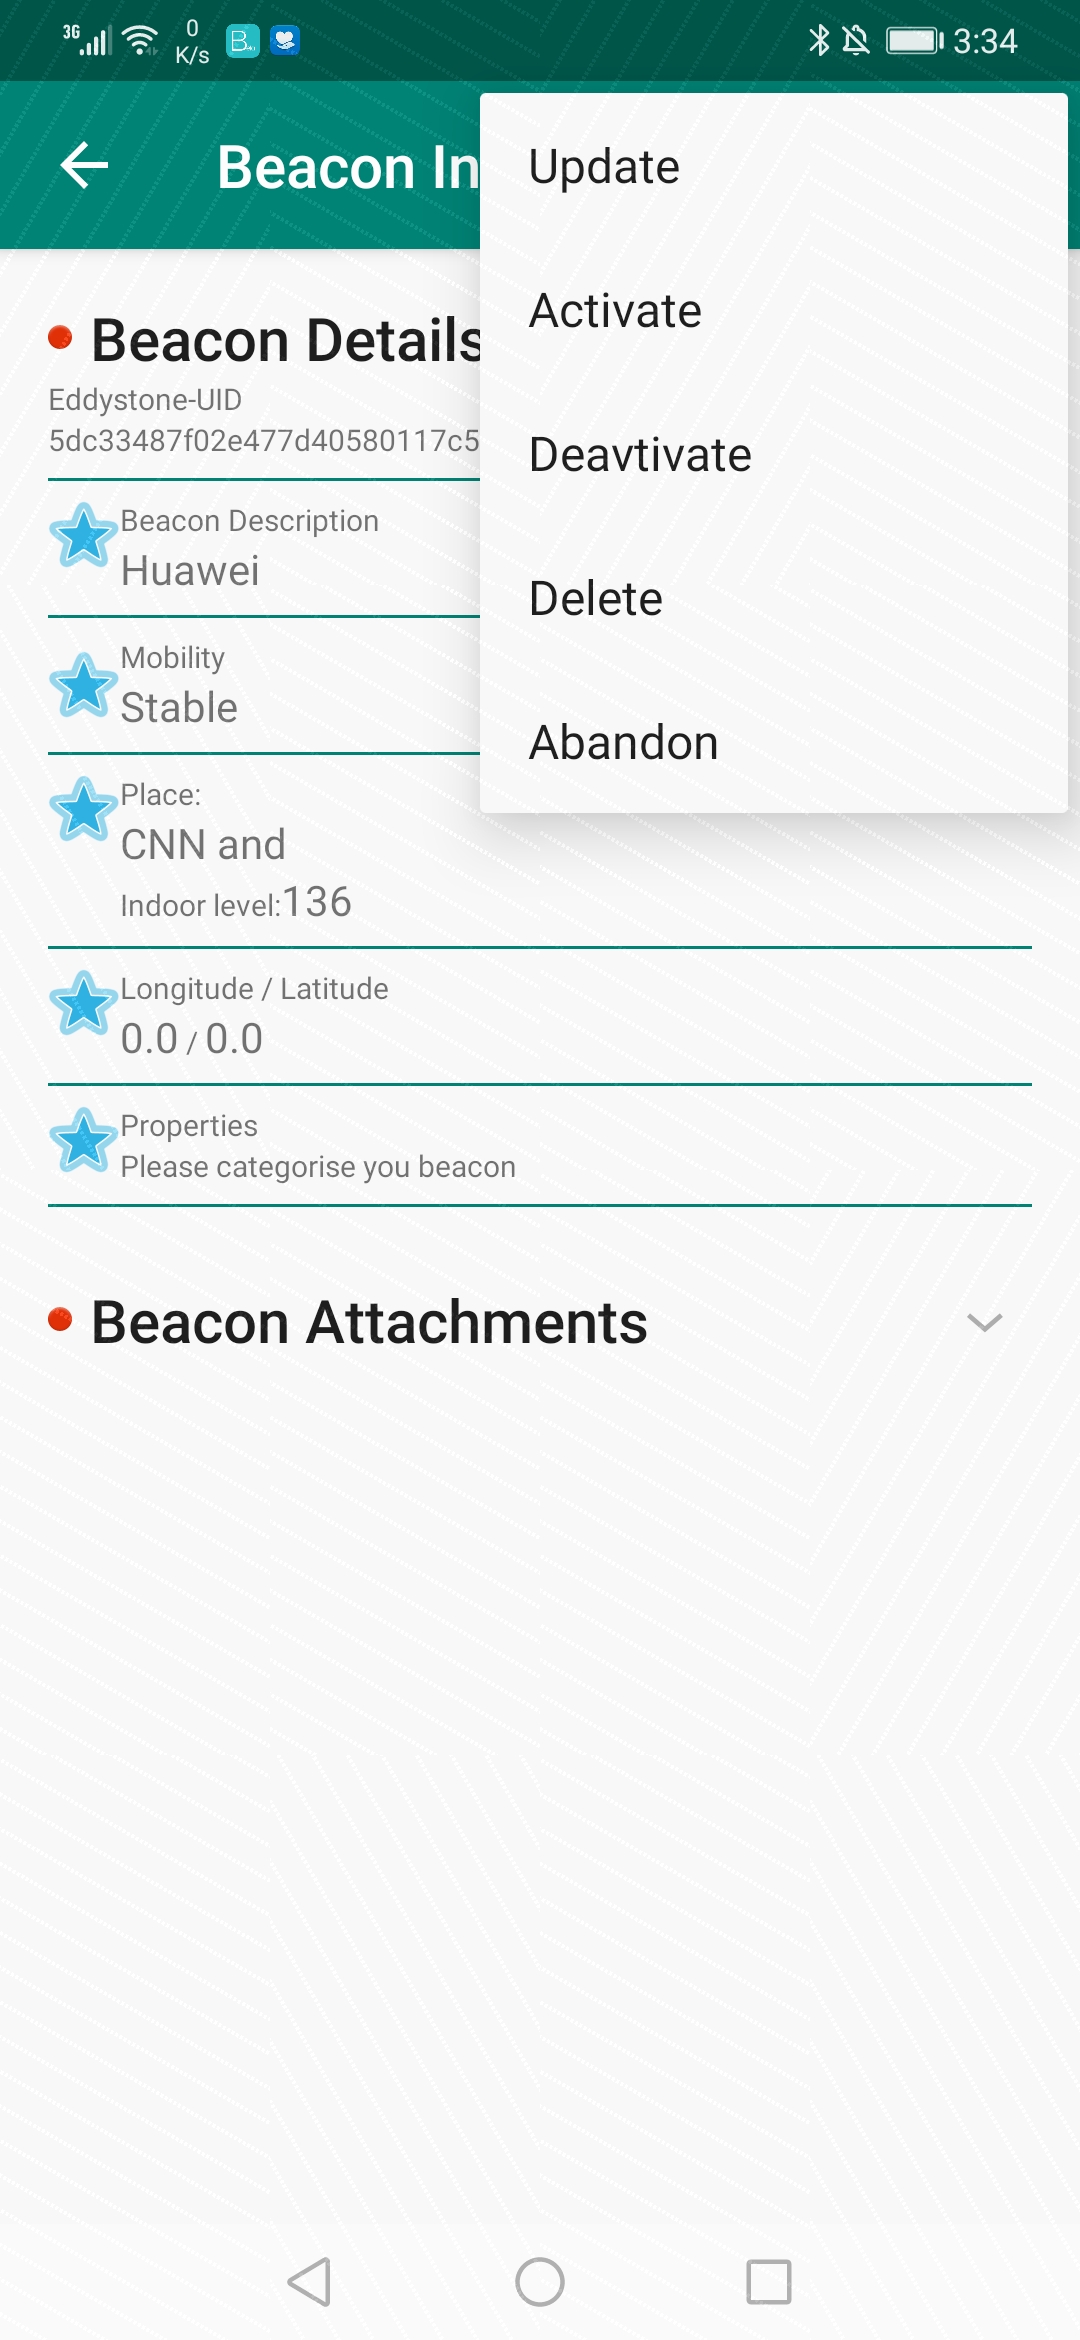 3G
0
K/s
3:34
Beacon In
Update
Activate
Deavtivate
Delete
Abandon
Beacon Details
Eddystone-UID
5dc33487f02e477d40580117c5
Beacon Description
Huawei
Mobility
Stable
Place:
CNN and
Indoor level:136
Longitude / Latitude
0.0 / 0.0
Properties
Please categorise you beacon
Beacon Attachments